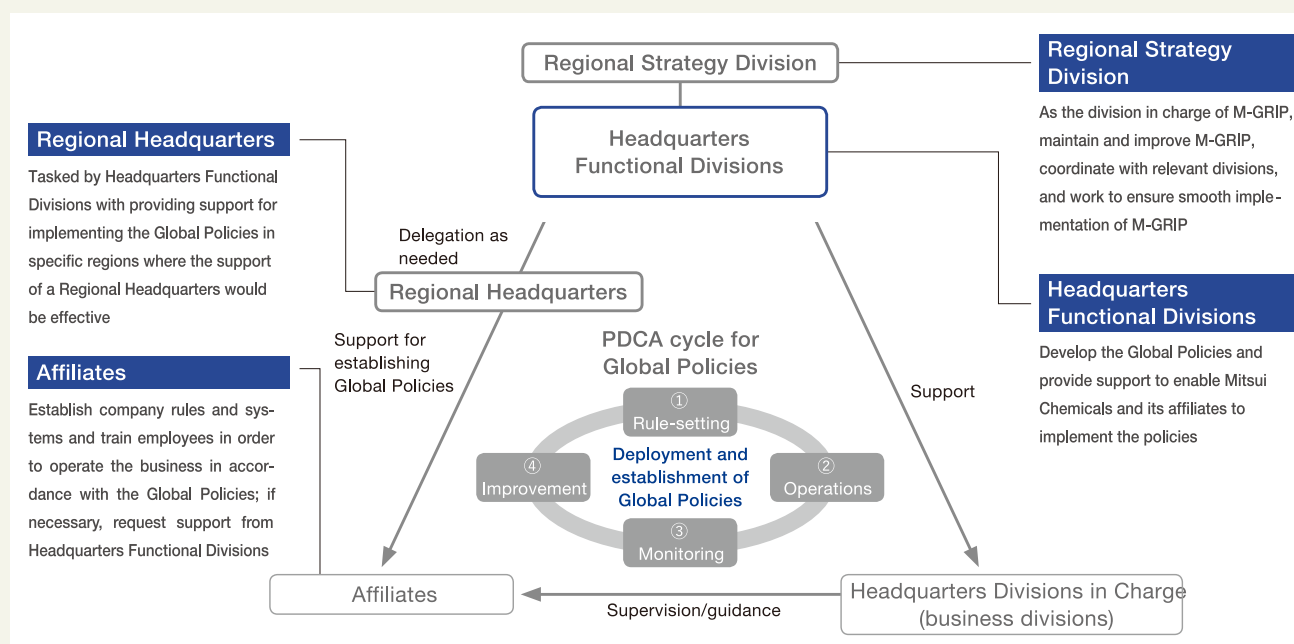 Regional Strategy Division
Headquarters
Functional Divisions
Regional Strategy
Division
As the division in charge of M-GRIP,
maintain and improve M-GRIP,
coordinate with relevant divisions,
and work to ensure smooth imple-
mentation of M-GRIP
Regional Headquarters
Tasked by Headquarters Functional
Divisions with providing support for
implementing the Global Policies in
specific regions where the support
of a Regional Headquarters would
be effective
Delegation as
needed
Regional Headquarters
Headquarters
Functional Divisions
Develop the Global Policies and
provide support to enable Mitsui
Chemicals and its affiliates to
implement the policies
Affiliates
Establish company rules and sys-
tems and train employees in order
to operate the business in accor-
dance with the Global Policies; if
necessary, request support from
Headquarters Functional Divisions
Support for
establishing
Global Policies
Support
PDCA cycle for
Global Policies
①
Rule-setting
②
Operations
③
Monitoring
④
Improvement
Deployment and
establishment of
Global Policies
Affiliates
Supervision/guidance
Headquarters Divisions in Charge
(business divisions)